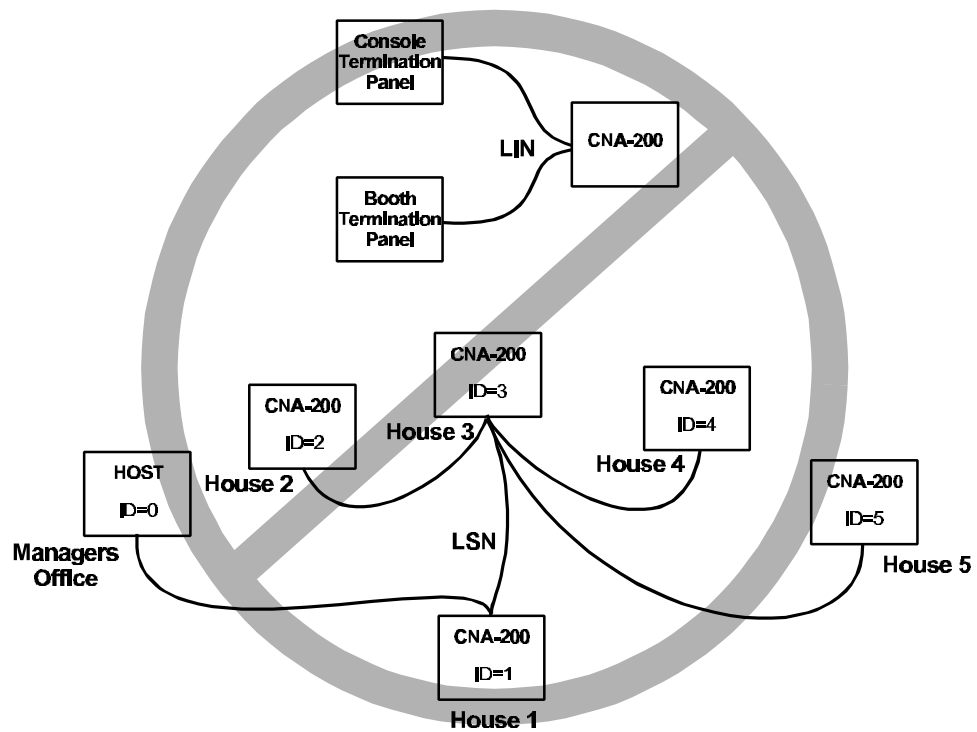 Console
Termination
Panel
CNA-200
LIN
Booth
Termination
Panel
CNA-200
ID=3
House 3
CNA-200
ID=2
House 2
CNA-200
ID=4
House 4
HOST
ID=0
Managers
Office
CNA-200
ID=5
House 5
LSN
CNA-200
ID=1
House 1